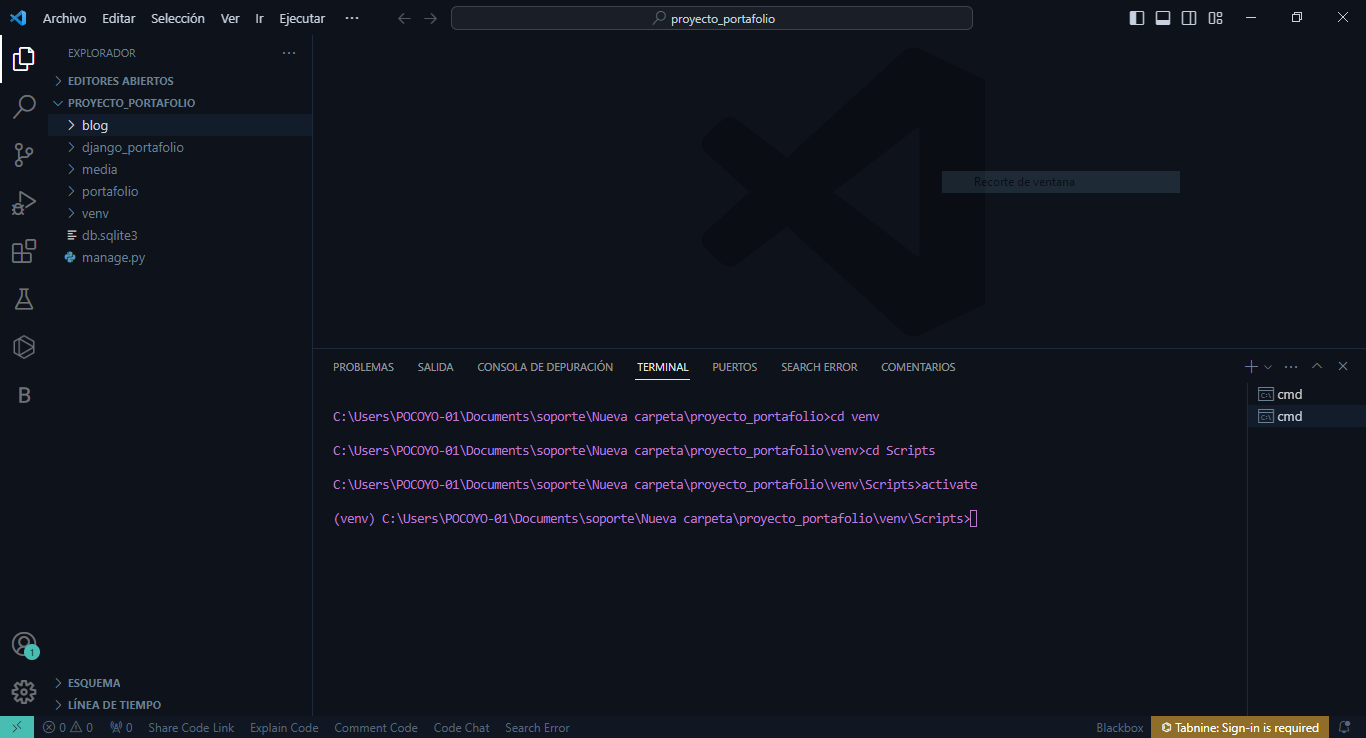 Archivo Editar Selección Ver Ir Ejecutar ··· proyecto_portafolio
EXPLORADOR ···
EDITORES ABIERTOS
PROYECTO_PORTAFOLIO
blog
django_portafolio
media
portafolio
venv
db.sqlite3
manage.py
Recorte de ventana
PROBLEMAS SALIDA CONSOLA DE DEPURACIÓN TERMINAL PUERTOS SEARCH ERROR COMENTARIOS
C:\Users\POCOYO-01\Documents\soporte\Nueva carpeta\proyecto_portafolio>cd venv
C:\Users\POCOYO-01\Documents\soporte\Nueva carpeta\proyecto_portafolio\venv>cd Scripts
C:\Users\POCOYO-01\Documents\soporte\Nueva carpeta\proyecto_portafolio\venv\Scripts>activate
(venv) C:\Users\POCOYO-01\Documents\soporte\Nueva carpeta\proyecto_portafolio\venv\Scripts>
cmd
cmd
B
1
ESQUEMA
LÍNEA DE TIEMPO
0 0 0 Share Code Link Explain Code Comment Code Code Chat Search Error Blackbox Tabnine: Sign-in is required